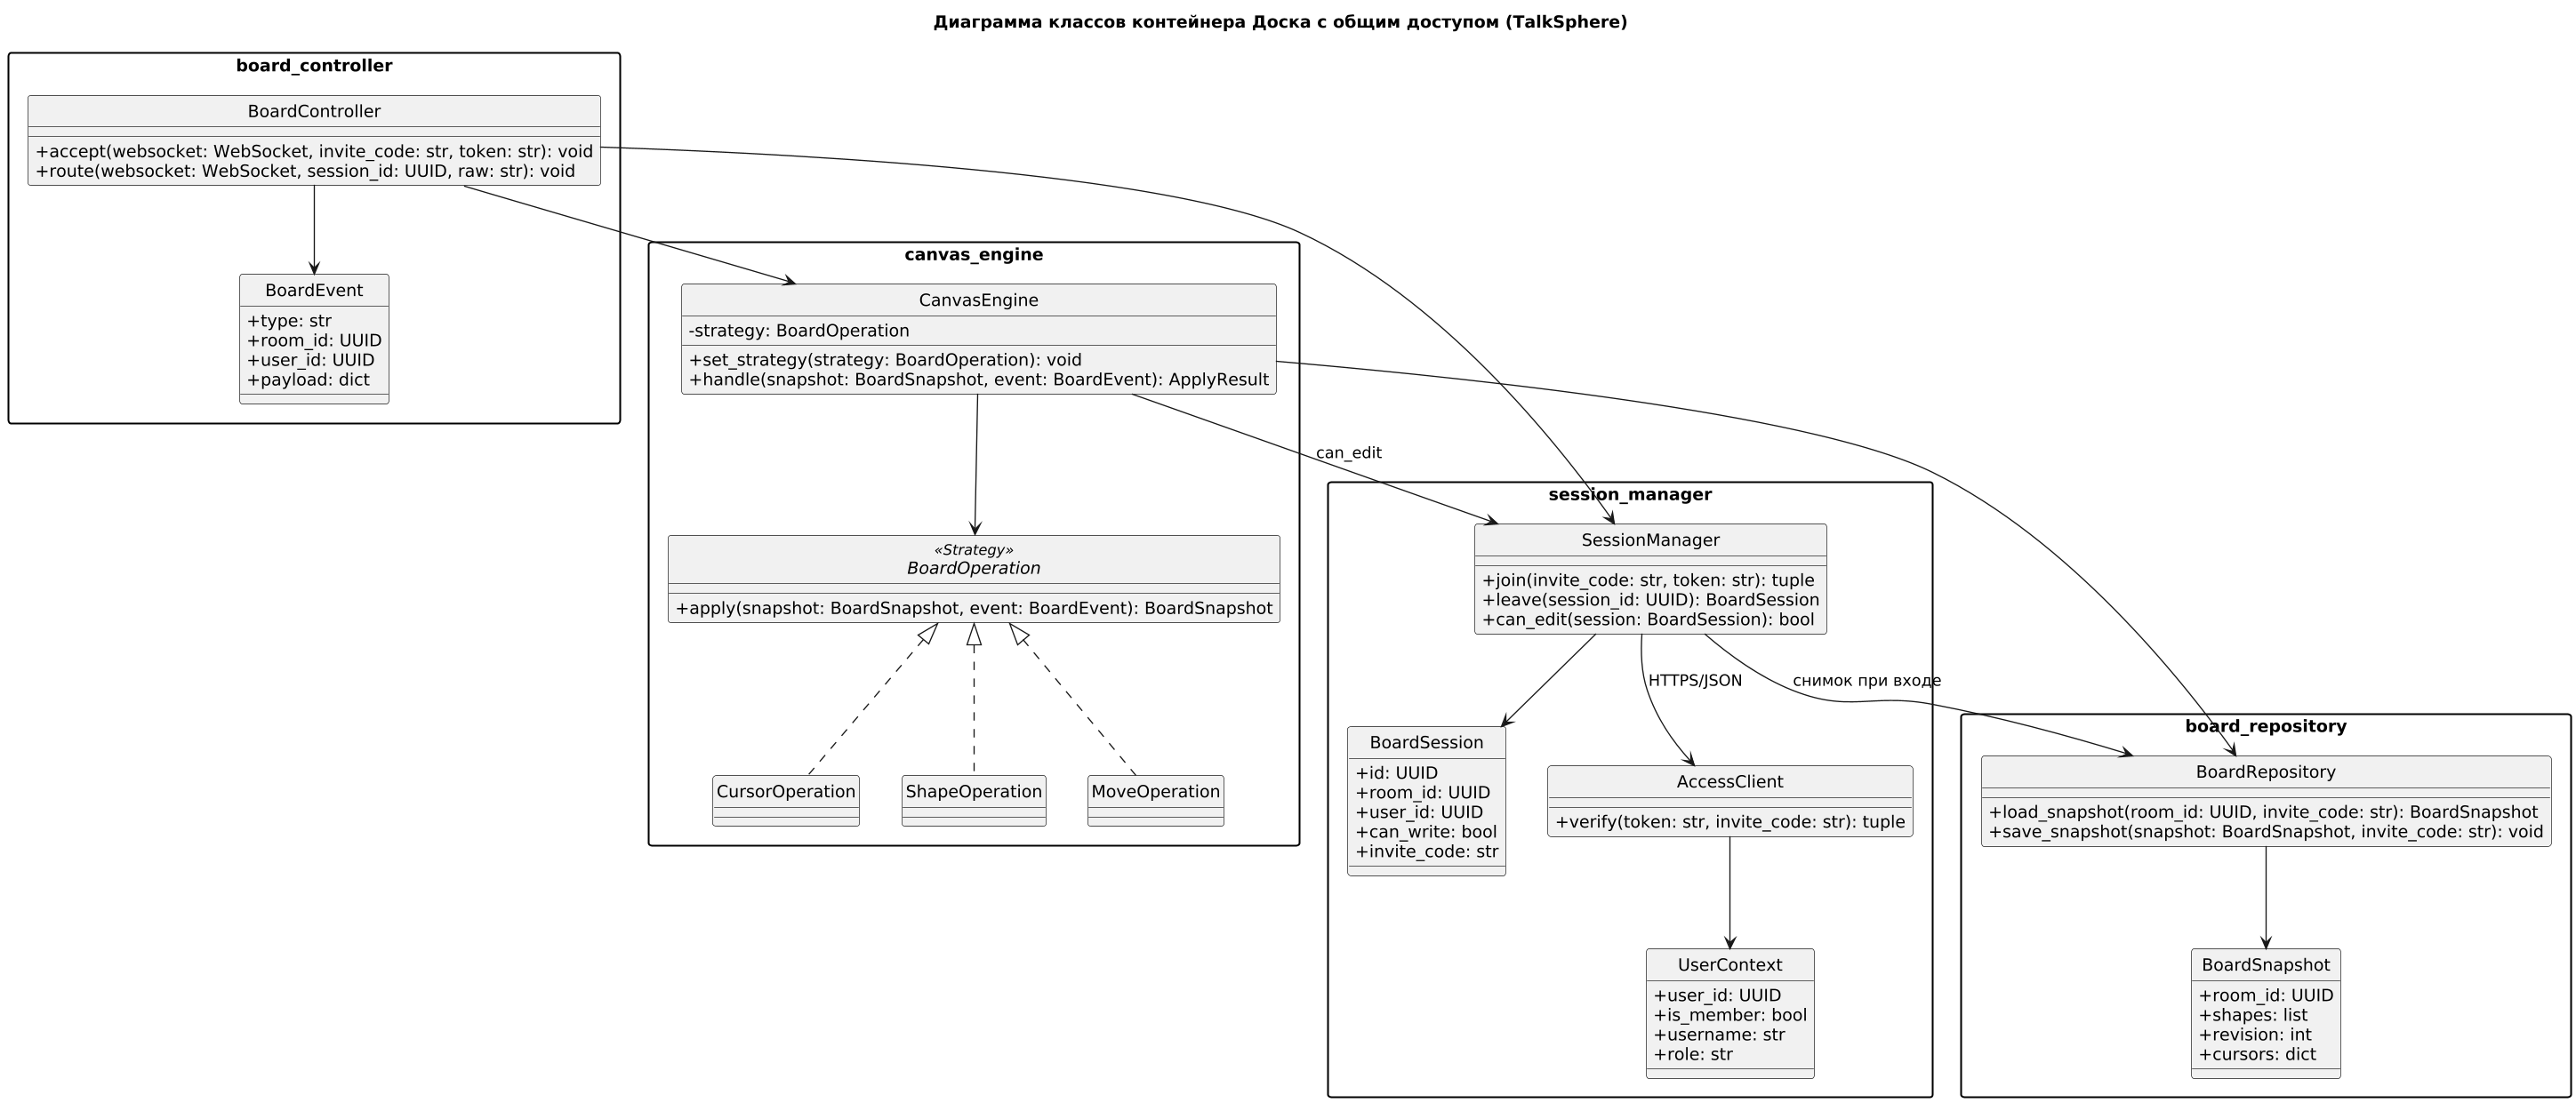 Диаграмма классов контейнера Доска с общим доступом (TalkSphere)
board_controller
BoardController
+accept(websocket: WebSocket, invite_code: str, token: str): void
+route(websocket: WebSocket, session_id: UUID, raw: str): void
BoardEvent
+type: str
+room_id: UUID
+user_id: UUID
+payload: dict
canvas_engine
CanvasEngine
-strategy: BoardOperation
+set_strategy(strategy: BoardOperation): void
+handle(snapshot: BoardSnapshot, event: BoardEvent): ApplyResult
can_edit
«Strategy»
BoardOperation
+apply(snapshot: BoardSnapshot, event: BoardEvent): BoardSnapshot
CursorOperation
ShapeOperation
MoveOperation
session_manager
SessionManager
+join(invite_code: str, token: str): tuple
+leave(session_id: UUID): BoardSession
+can_edit(session: BoardSession): bool
HTTPS/JSON
снимок при входе
BoardSession
+id: UUID
+room_id: UUID
+user_id: UUID
+can_write: bool
+invite_code: str
AccessClient
+verify(token: str, invite_code: str): tuple
UserContext
+user_id: UUID
+is_member: bool
+username: str
+role: str
board_repository
BoardRepository
+load_snapshot(room_id: UUID, invite_code: str): BoardSnapshot
+save_snapshot(snapshot: BoardSnapshot, invite_code: str): void
BoardSnapshot
+room_id: UUID
+shapes: list
+revision: int
+cursors: dict